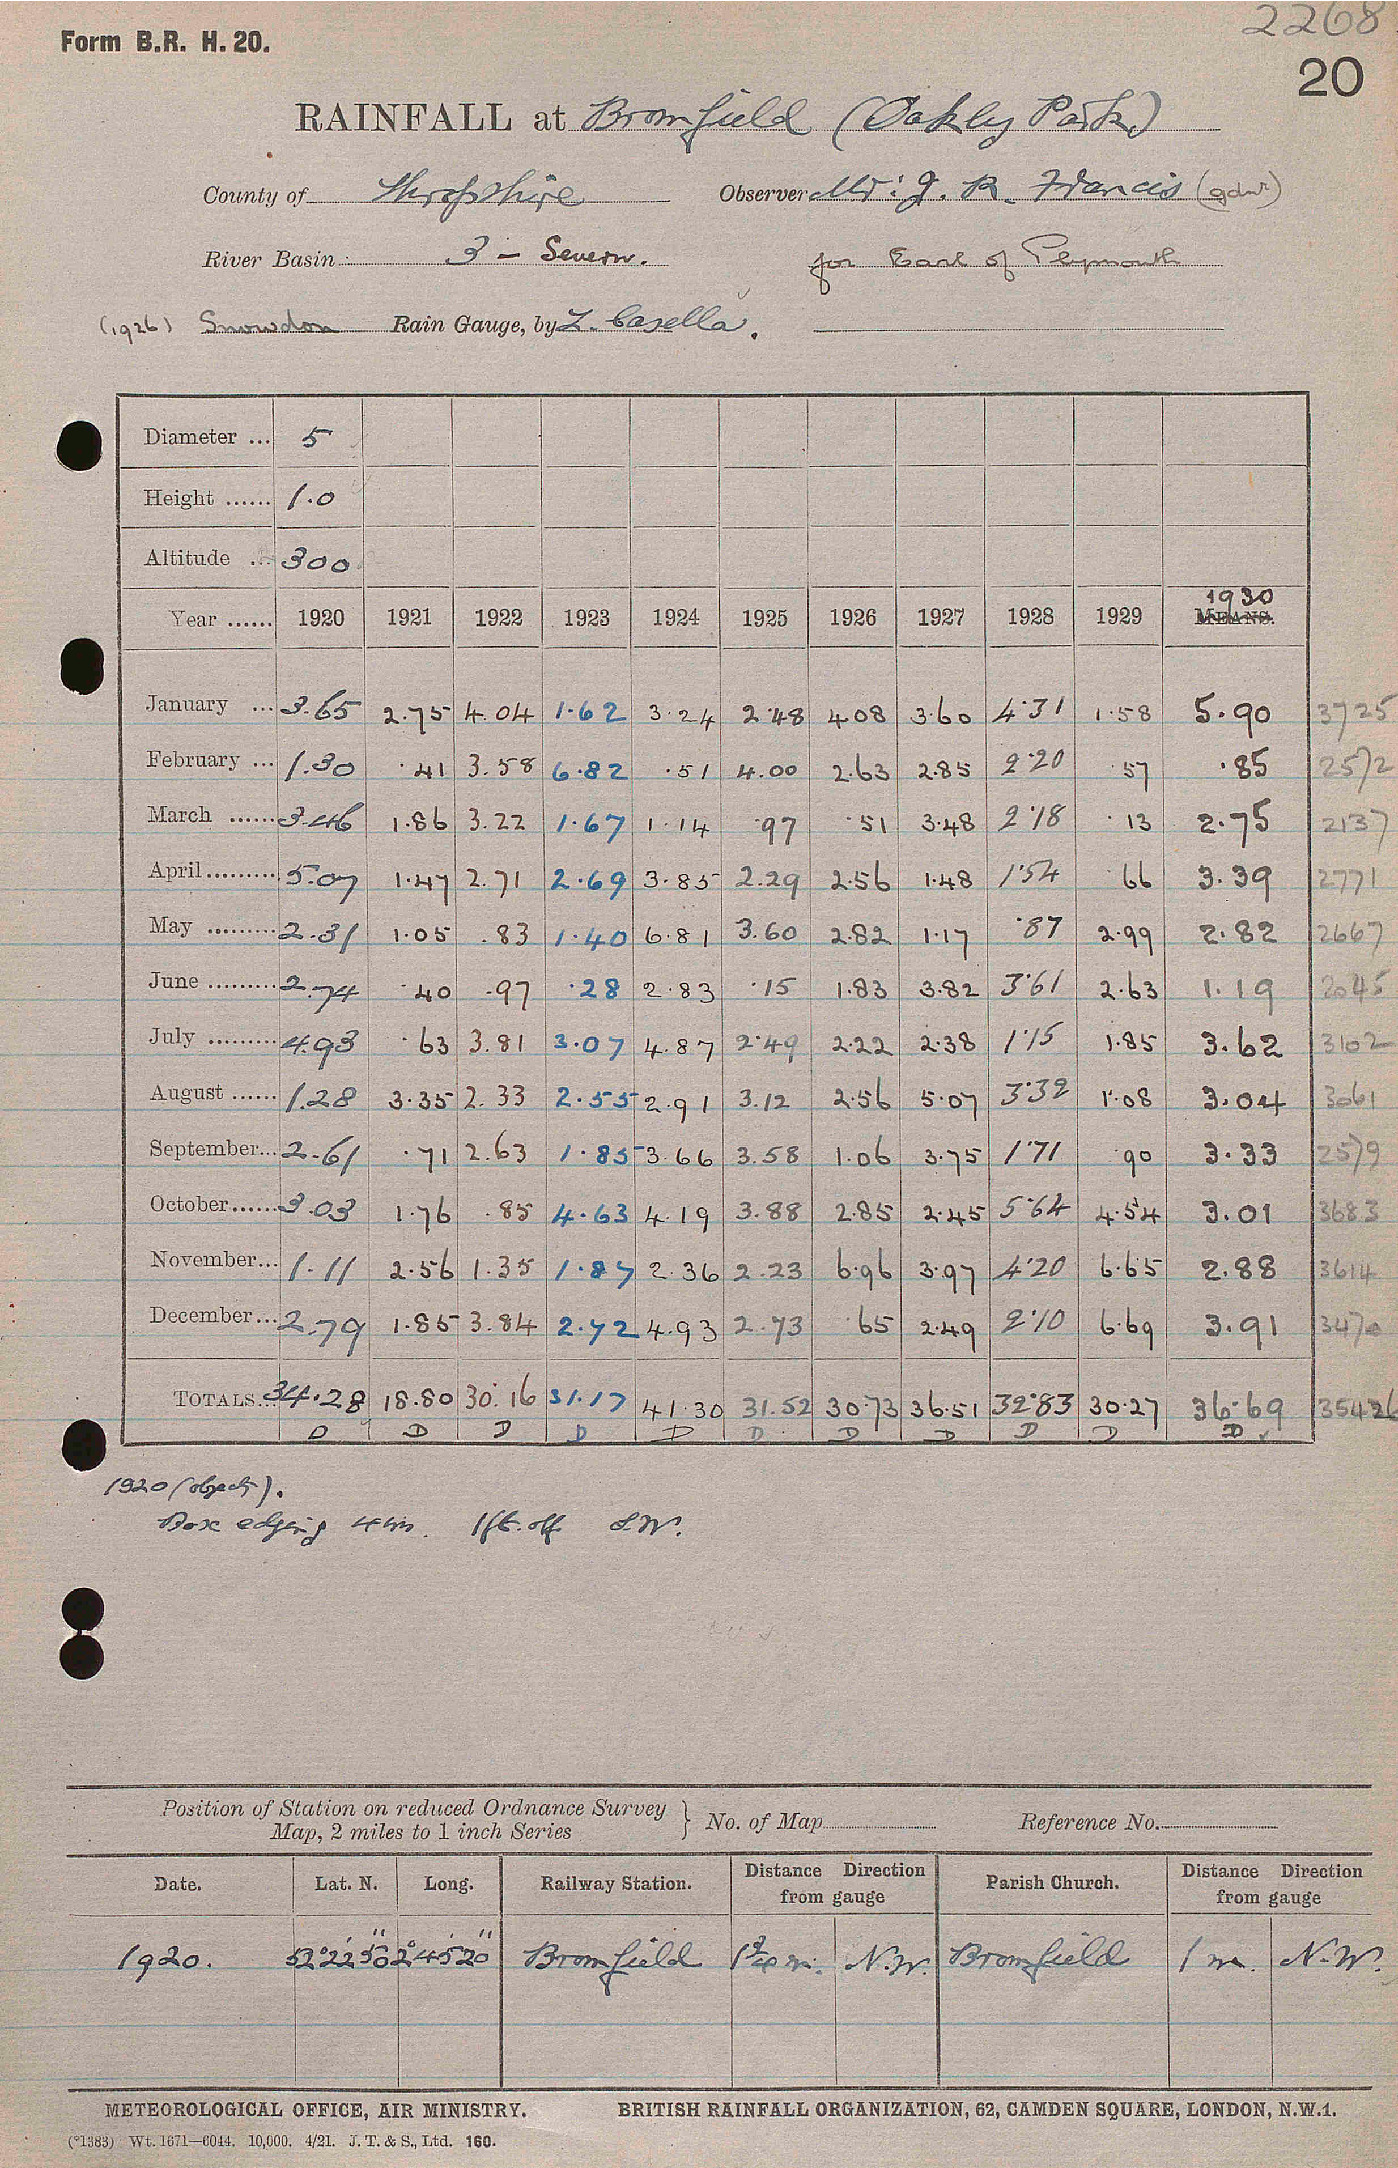 2268
Form B.R. H. 20.
20
RAINFALL at Bromfield (Oakly Park)
County of Shropshire Observer Mr. J. R. Francis (gdnr)
River Basin 3 – Severn. for Earl of Plymouth
(1926) Snowdon Rain Gauge, by L. Casella.
Diameter ... 5
Height ...... 1.0
Altitude ... 300
Year ...... 1920 1921 1922 1923 1924 1925 1926 1927 1928 1929 1930 MEANS.
January ... 3.65 2.75 4.04 1.62 3.24 2.48 4.08 3.60 4.31 1.58 5.90 3725
February ... 1.30 .41 3.58 6.82 .51 4.00 2.63 2.85 2.20 .57 .85 2572
March ...... 3.46 1.86 3.22 1.67 1.14 .97 .51 3.48 2.18 .13 2.75 2137
April ......... 5.07 1.47 2.71 2.69 3.85 2.29 2.56 1.48 1.54 .66 3.39 2771
May ......... 2.31 1.05 .83 1.40 6.81 3.60 2.82 1.17 .87 2.99 2.82 2667
June ......... 2.74 .40 .97 .28 2.83 .15 1.83 3.82 3.61 2.63 1.19 2045
July ......... 4.93 .63 3.81 3.07 4.87 2.49 2.22 2.38 1.15 1.85 3.62 3102
August ...... 1.28 3.35 2.33 2.55 2.91 3.12 2.56 5.07 3.32 1.08 3.04 3061
September... 2.61 .71 2.63 1.85 3.66 3.58 1.06 3.75 1.71 .90 3.33 2579
October...... 3.03 1.76 .85 4.63 4.19 3.88 2.85 2.45 5.64 4.54 3.01 3683
November... 1.11 2.56 1.35 1.87 2.36 2.23 6.96 3.97 4.20 6.65 2.88 3614
December... 2.79 1.85 3.84 2.72 4.93 2.73 .65 2.49 2.10 6.69 3.91 3470
TOTALS... 34.28 18.80 30.16 31.17 41.30 31.52 30.73 36.51 32.83 30.27 36.69 35426
D D D D D D D D D D D
1920 (objects).
Box edging 4 in. 1ft. off S.W.
Position of Station on reduced Ordnance Survey
Map, 2 miles to 1 inch Series } No. of Map Reference No.
Date. Lat. N. Long. Railway Station. Distance Direction from gauge Parish Church. Distance Direction from gauge
1920. 52°22'50" 2°45'20" Bromfield 1¾ m. N.W. Bromfield 1 m. N.W.
METEOROLOGICAL OFFICE, AIR MINISTRY. BRITISH RAINFALL ORGANIZATION, 62, CAMDEN SQUARE, LONDON, N.W.1.
(*1383) Wt. 1671—6044. 10,000. 4/21. J. T. & S., Ltd. 160.